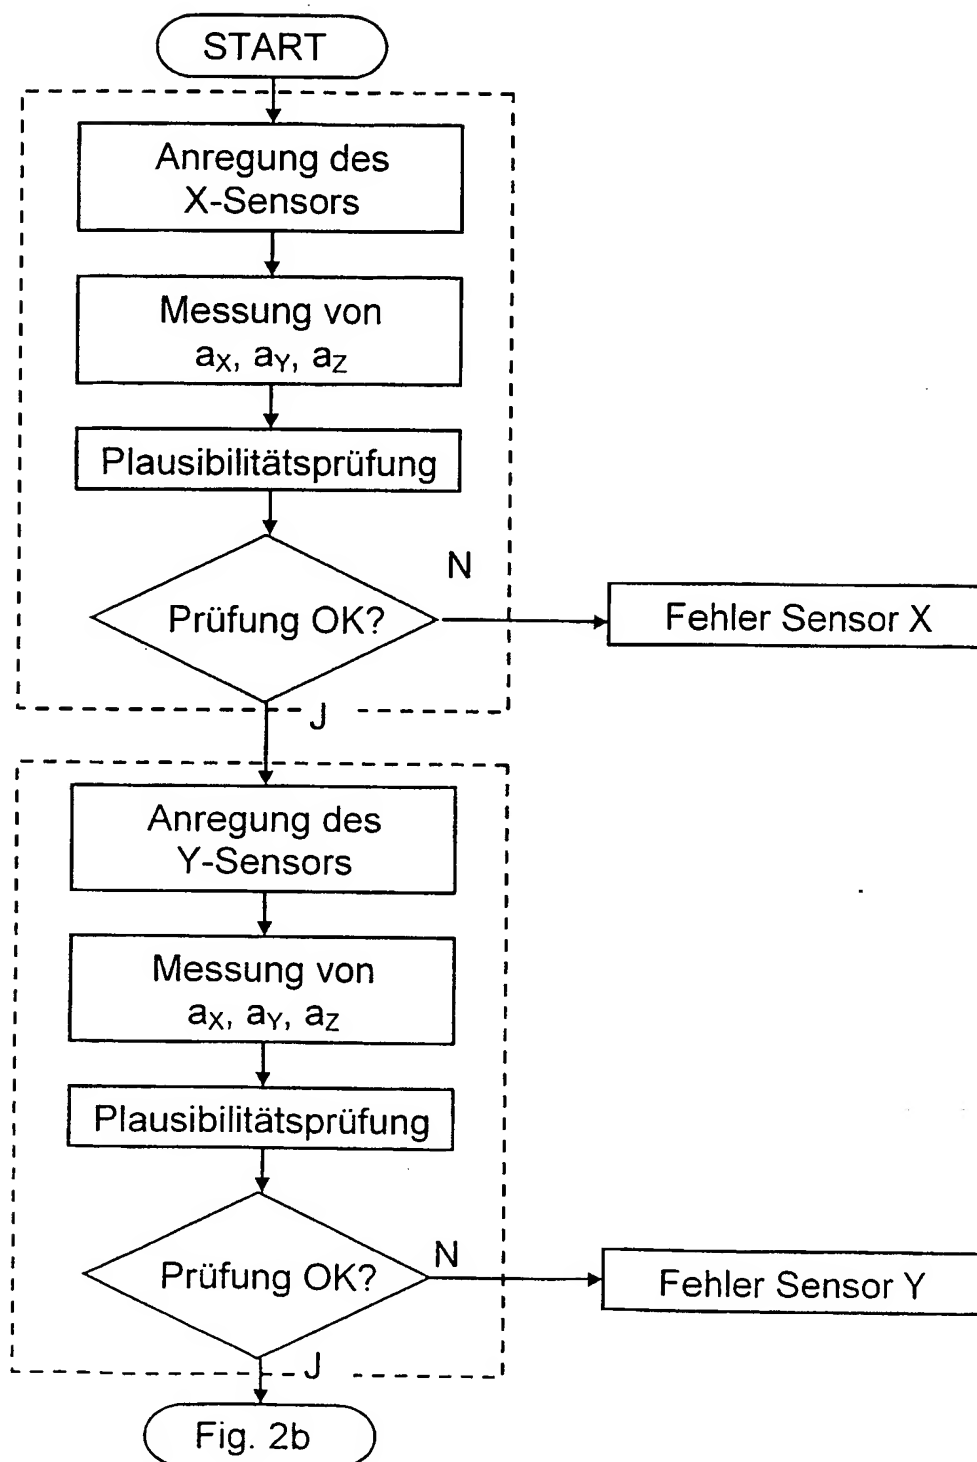 START
Anregung des
X-Sensors
Messung von
aX, aY, aZ
Plausibilitätsprüfung
Prüfung OK?
N
Fehler Sensor X
J
Anregung des
Y-Sensors
Messung von
aX, aY, aZ
Plausibilitätsprüfung
Prüfung OK?
N
Fehler Sensor Y
J
Fig. 2b